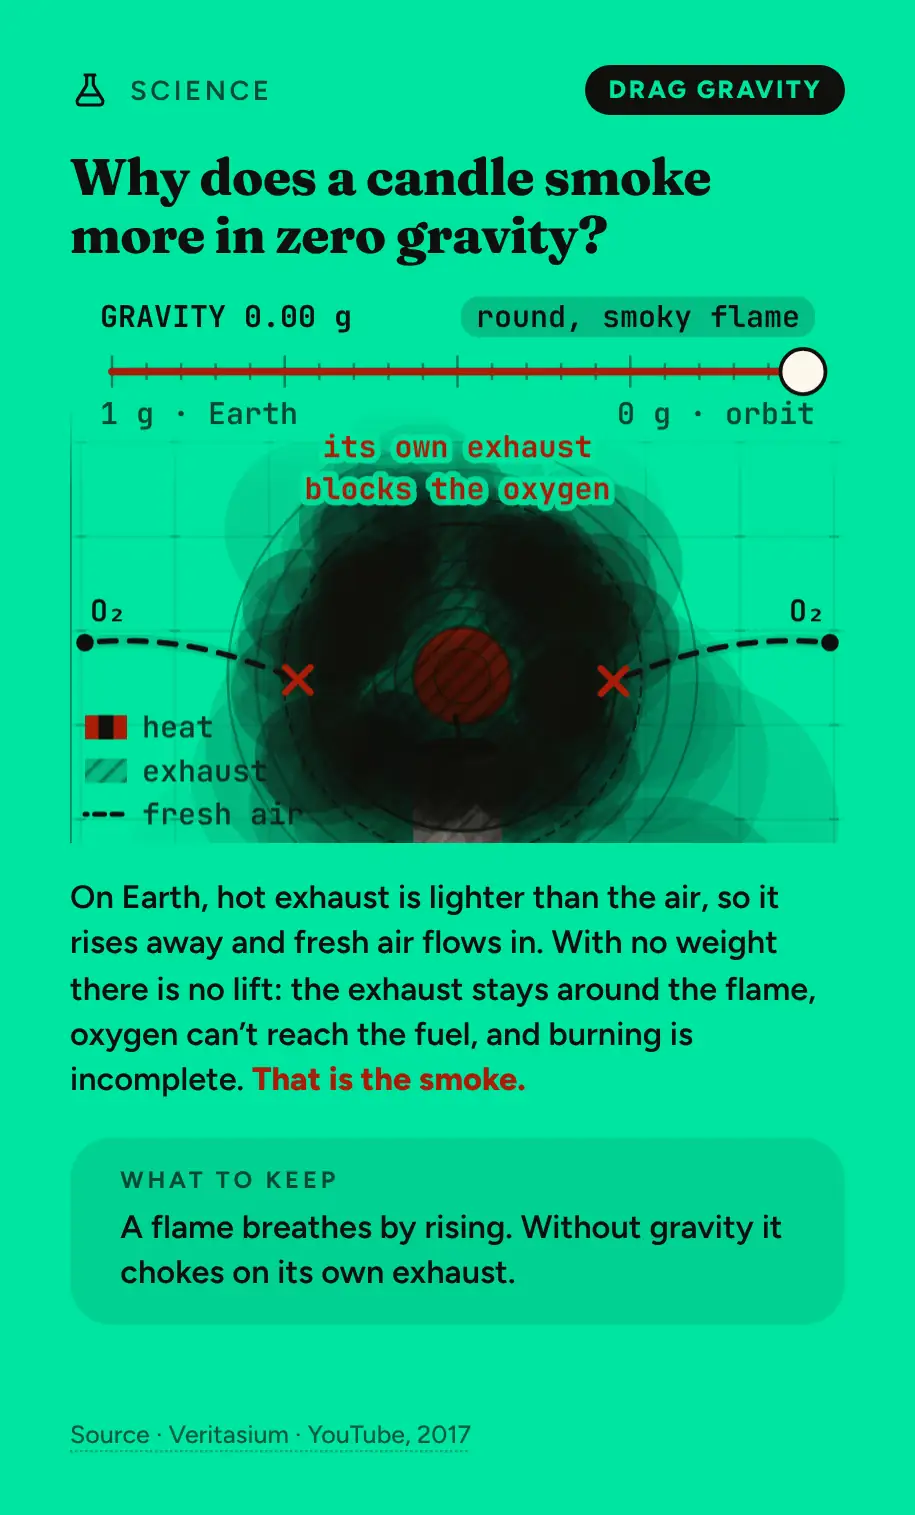 SCIENCE
DRAG GRAVITY
Why does a candle smoke
more in zero gravity?
GRAVITY 0.00 g
round, smoky flame
1 g · Earth
0 g · orbit
its own exhaust
blocks the oxygen
O₂
O₂
heat
exhaust
fresh air
On Earth, hot exhaust is lighter than the air, so it
rises away and fresh air flows in. With no weight
there is no lift: the exhaust stays around the flame,
oxygen can’t reach the fuel, and burning is
incomplete. That is the smoke.
WHAT TO KEEP
A flame breathes by rising. Without gravity it
chokes on its own exhaust.
Source · Veritasium · YouTube, 2017